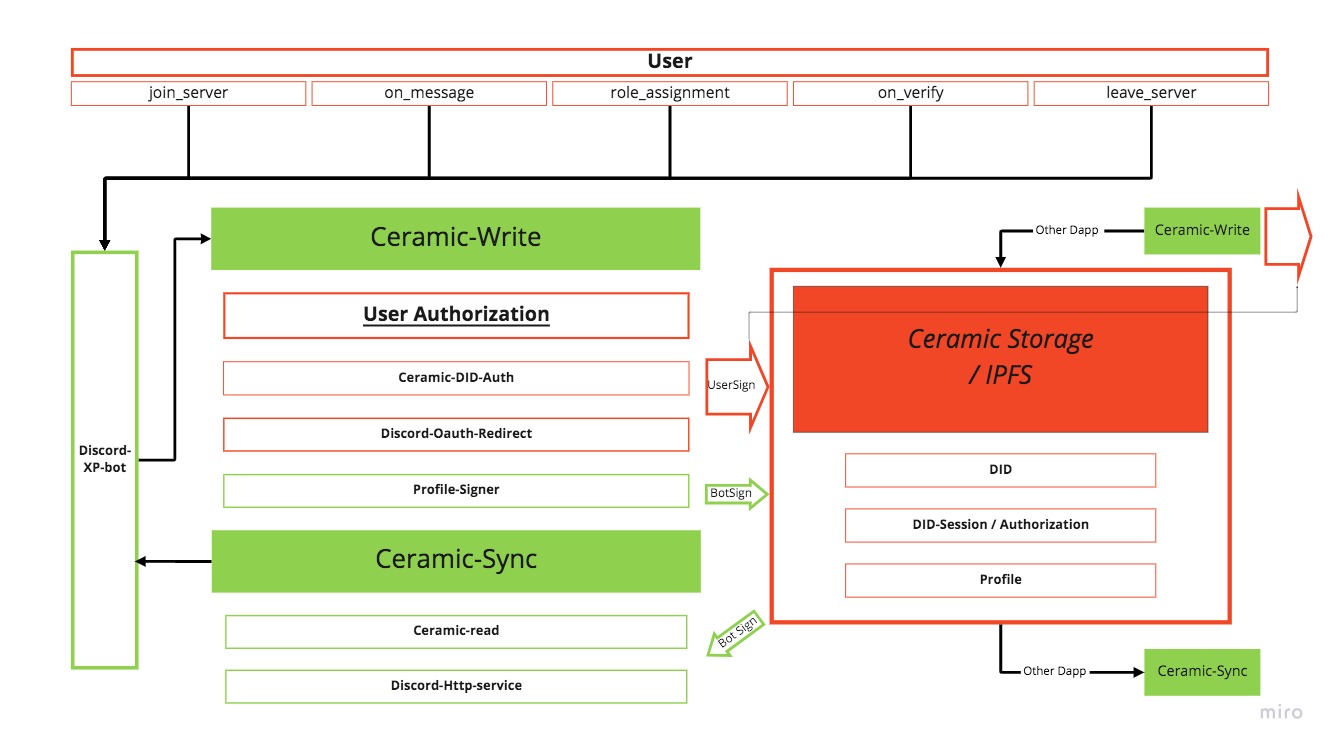 User
join_server
on_message
role_assignment
on_verify
leave_server
Ceramic-Write
Other Dapp
Ceramic-Write
User Authorization
Ceramic-DID-Auth
Discord-Oauth-Redirect
Profile-Signer
Discord-
XP-bot
UserSign
BotSign
Ceramic Storage
/ IPFS
DID
DID-Session / Authorization
Profile
Ceramic-Sync
Ceramic-read
Discord-Http-service
Bot Sign
Other Dapp
Ceramic-Sync
miro